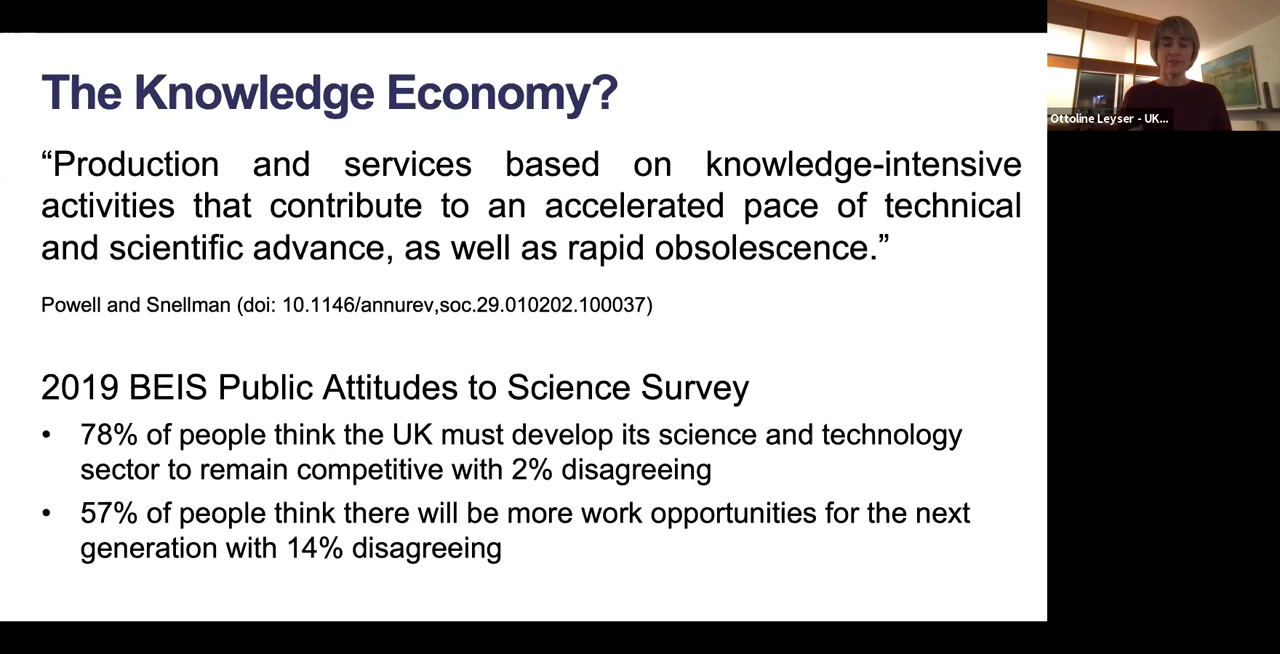 The Knowledge Economy?
“Production and services based on knowledge-intensive
activities that contribute to an accelerated pace of technical
and scientific advance, as well as rapid obsolescence.”
Powell and Snellman (doi: 10.1146/annurev,soc.29.010202.100037)
2019 BEIS Public Attitudes to Science Survey
• 78% of people think the UK must develop its science and technology
sector to remain competitive with 2% disagreeing
• 57% of people think there will be more work opportunities for the next
generation with 14% disagreeing
Ottoline Leyser - UK...